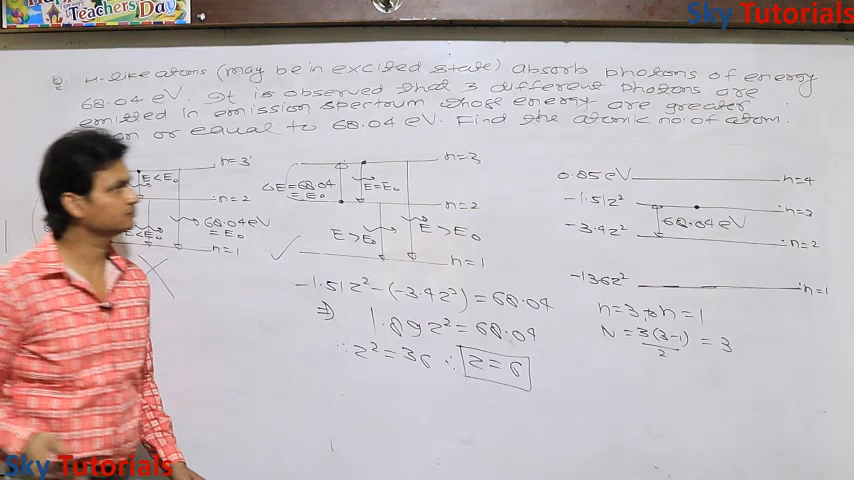 Teachers Day
Sky Tutorials
Q. H-like atoms (may be in excited state) absorb photons of energy
68.04 eV. It is observed that 3 different photons are
emitted in emission spectrum whose energy are greater
or equal to 68.04 eV. Find the atomic no. of atom.
n=3
E<E₀
n=2
<E₀
68.04 eV
= E₀
n=1
n=3
ΔE=68.04
= E₀
E=E₀
n=2
E>E₀
E>E₀
n=1
0.85 eV
n=4
-1.51z²
n=3
68.04eV
-3.4z²
n=2
-136z²
n=1
-1.51z²-(-3.4z²)=68.04
⇒ 1.89z²=68.04
∵ z²=36 ∴ z=6
n=3 to n=1
N = 3(3-1)/2 = 3
Sky Tutorials